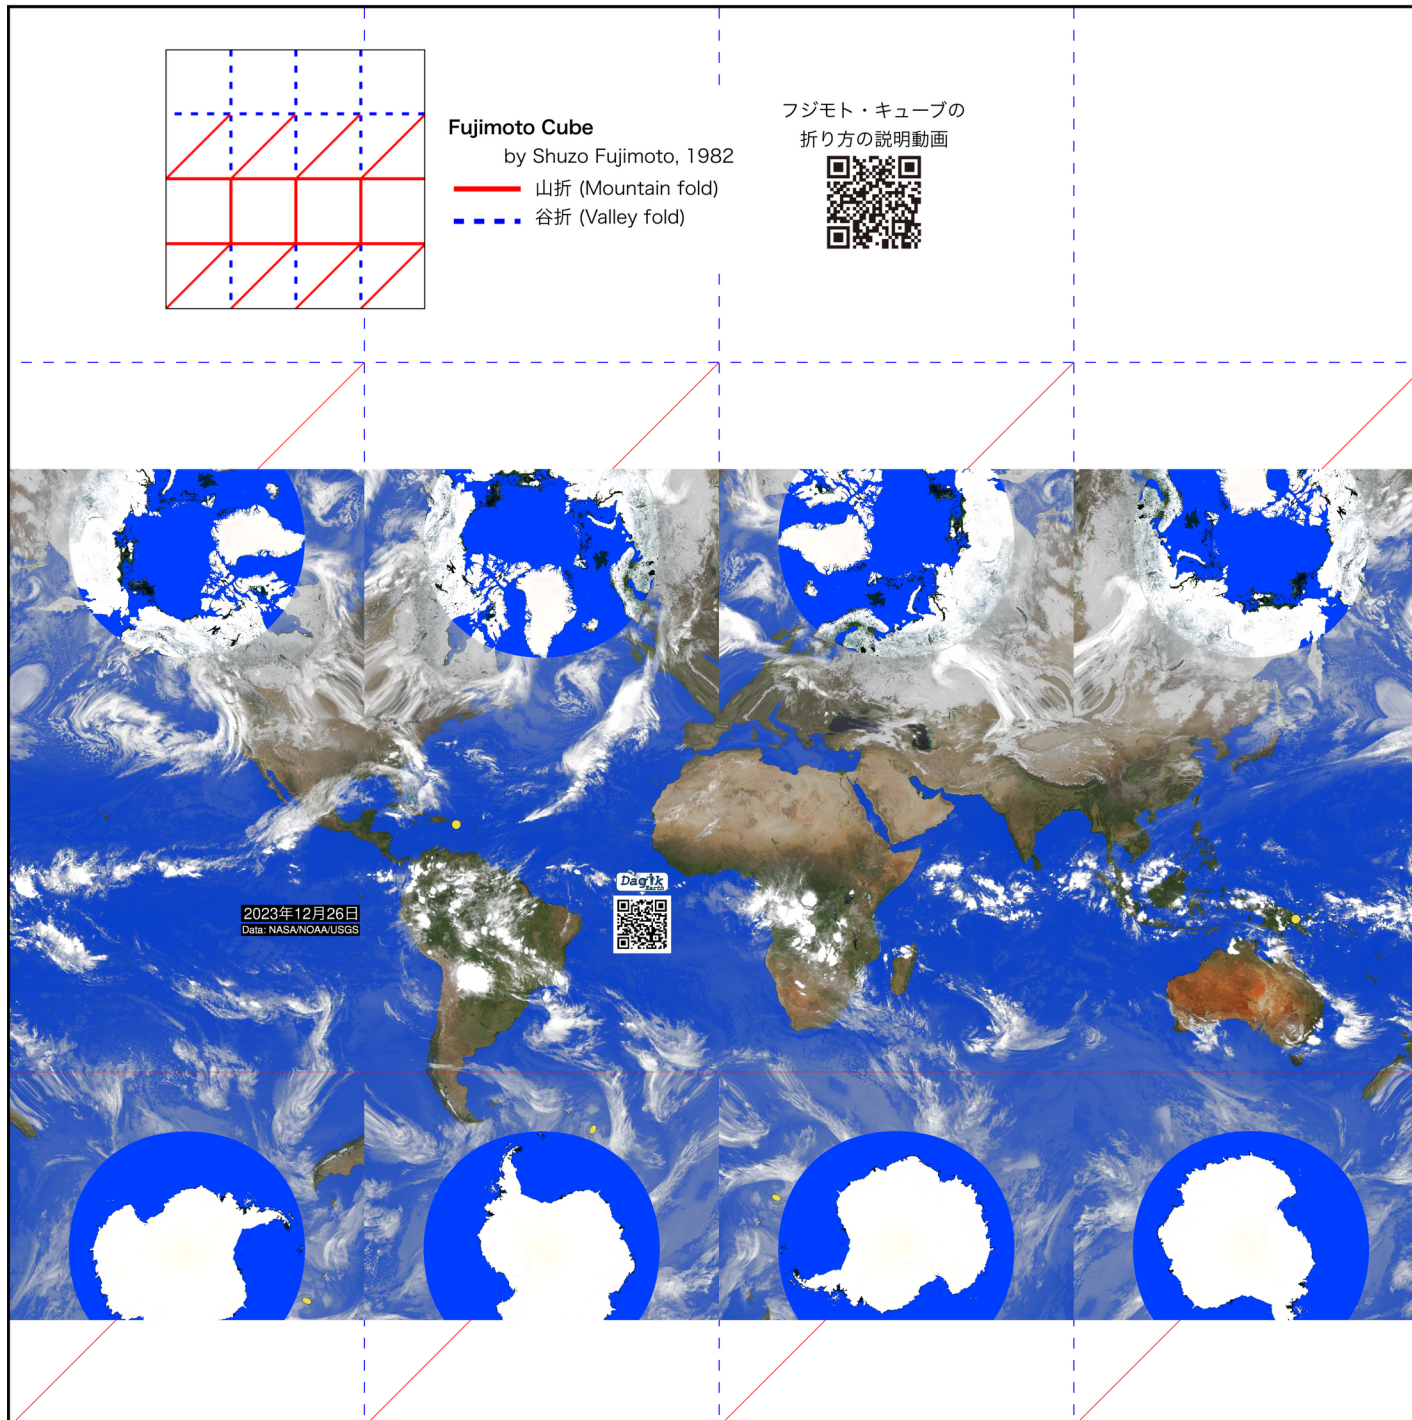 Fujimoto Cube
by Shuzo Fujimoto, 1982
山折 (Mountain fold)
谷折 (Valley fold)
フジモト・キューブの
折り方の説明動画
Dagik
Earth
2023年12月26日
Data: NASA/NOAA/USGS